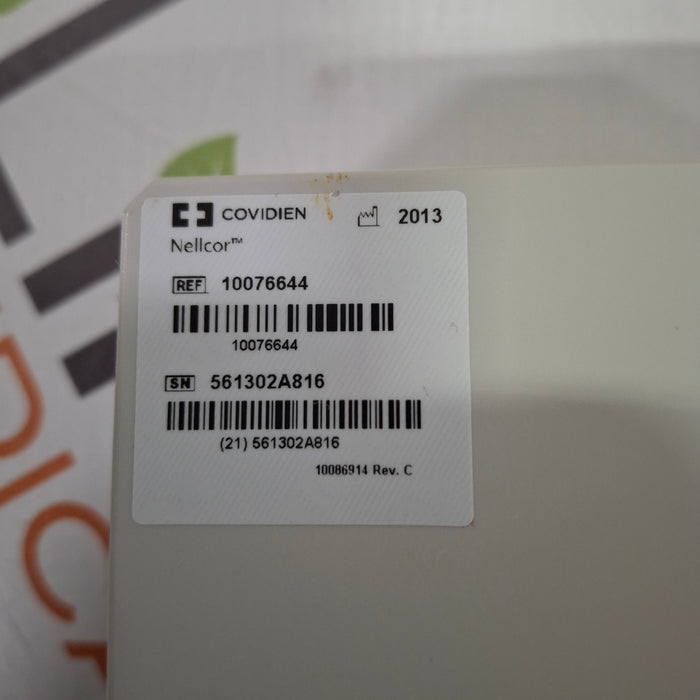 COVIDIEN 2013
Nellcor™
REF 10076644
10076644
SN 561302A816
(21) 561302A816
10086914 Rev. C